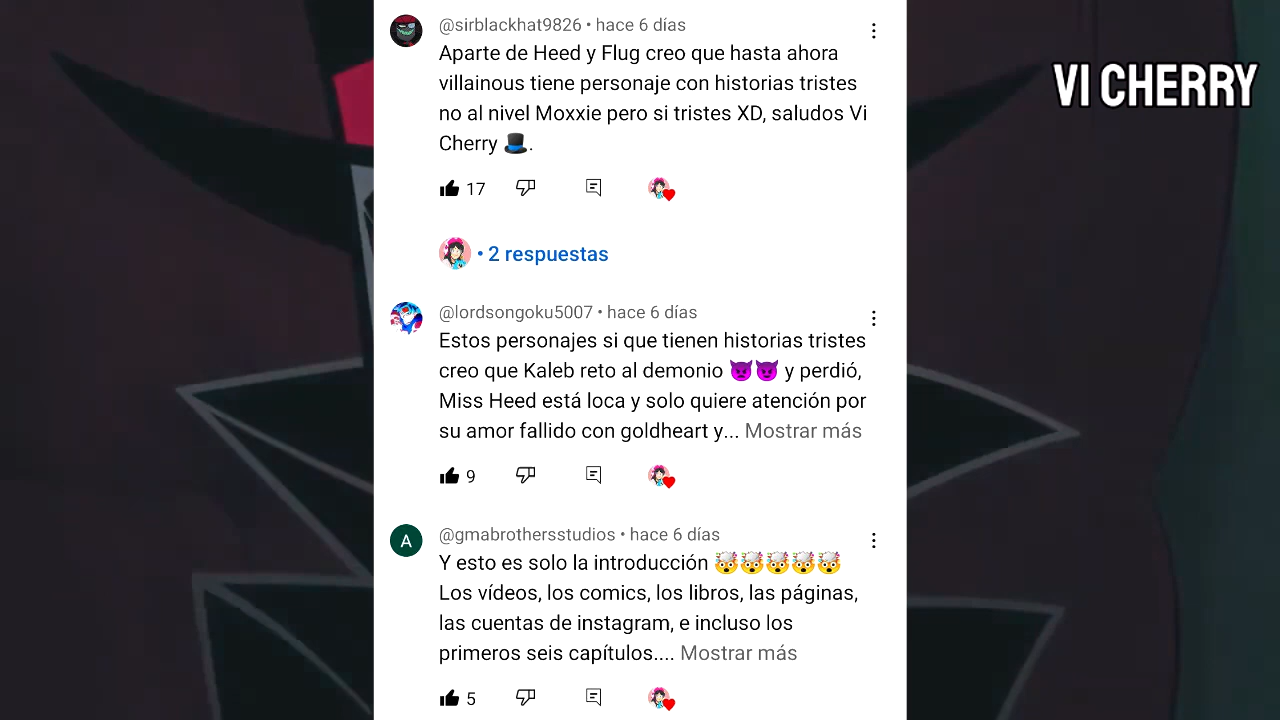 @sirblackhat9826 • hace 6 días
Aparte de Heed y Flug creo que hasta ahora
villainous tiene personaje con historias tristes
no al nivel Moxxie pero si tristes XD, saludos Vi
Cherry 🎩.
17
• 2 respuestas
@lordsongoku5007 • hace 6 días
Estos personajes si que tienen historias tristes
creo que Kaleb reto al demonio 👿😈 y perdió,
Miss Heed está loca y solo quiere atención por
su amor fallido con goldheart y... Mostrar más
9
A
@gmabrothersstudios • hace 6 días
Y esto es solo la introducción 🤯🤯🤯🤯🤯
Los vídeos, los comics, los libros, las páginas,
las cuentas de instagram, e incluso los
primeros seis capítulos.... Mostrar más
5
VI CHERRY